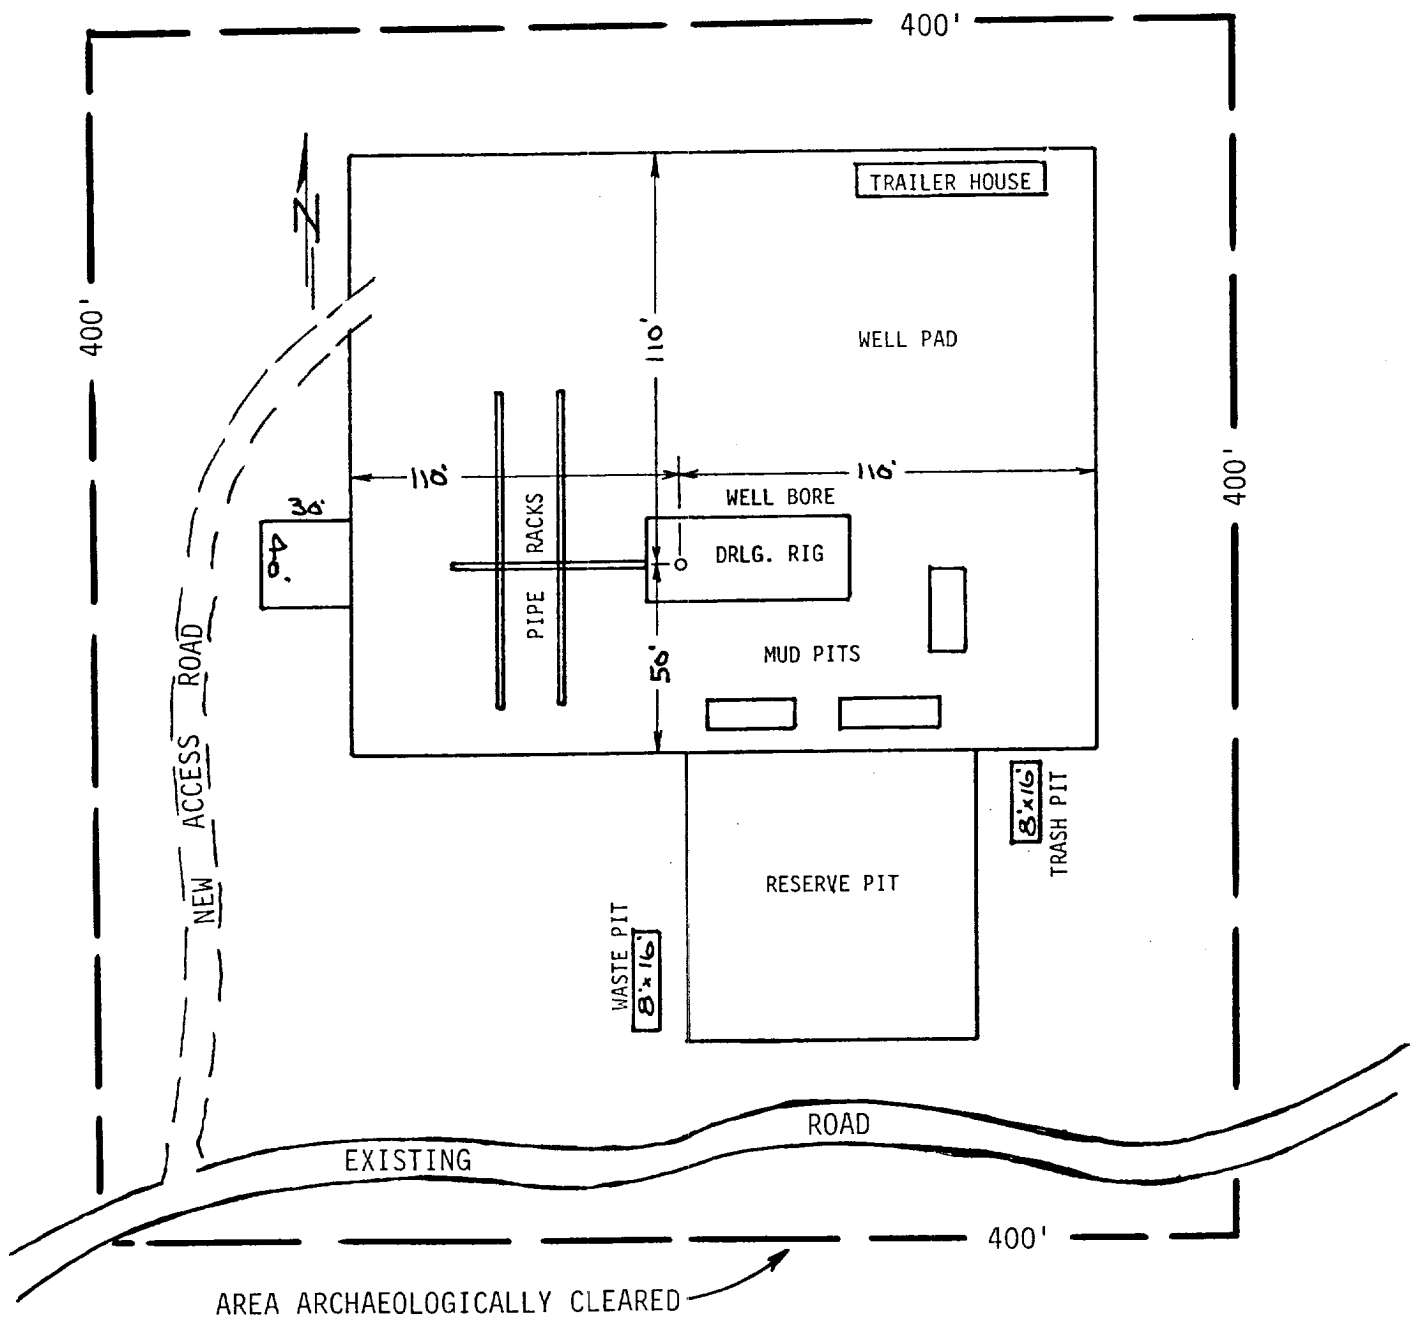 400'
TRAILER HOUSE
N
400'
110'
WELL PAD
110'
110'
400'
WELL BORE
30'
PIPE RACKS
DRLG. RIG
40'
50'
MUD PITS
NEW ACCESS ROAD
8'x16'
TRASH PIT
RESERVE PIT
WASTE PIT
8'x16'
ROAD
EXISTING
400'
AREA ARCHAEOLOGICALLY CLEARED